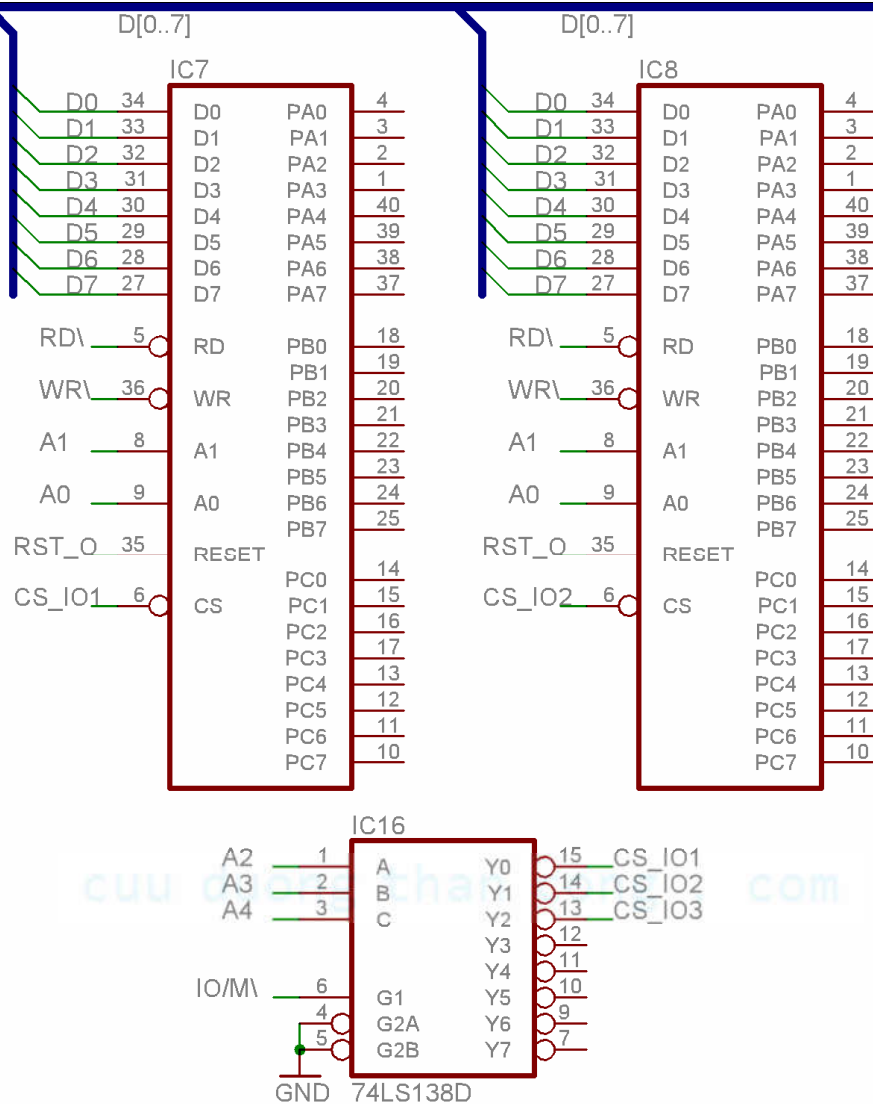 D[0..7] D[0..7]
IC7 IC8
D0 34 D0 PA0 4 D0 34 D0 PA0 4
D1 33 D1 PA1 3 D1 33 D1 PA1 3
D2 32 D2 PA2 2 D2 32 D2 PA2 2
D3 31 D3 PA3 1 D3 31 D3 PA3 1
D4 30 D4 PA4 40 D4 30 D4 PA4 40
D5 29 D5 PA5 39 D5 29 D5 PA5 39
D6 28 D6 PA6 38 D6 28 D6 PA6 38
D7 27 D7 PA7 37 D7 27 D7 PA7 37
RD\ 5 RD PB0 18 RD\ 5 RD PB0 18
PB1 19 PB1 19
WR\ 36 WR PB2 20 WR\ 36 WR PB2 20
PB3 21 PB3 21
A1 8 A1 PB4 22 A1 8 A1 PB4 22
PB5 23 PB5 23
A0 9 A0 PB6 24 A0 9 A0 PB6 24
PB7 25 PB7 25
RST_O 35 RESET RST_O 35 RESET
PC0 14 PC0 14
CS_IO1 6 CS PC1 15 CS_IO2 6 CS PC1 15
PC2 16 PC2 16
PC3 17 PC3 17
PC4 13 PC4 13
PC5 12 PC5 12
PC6 11 PC6 11
PC7 10 PC7 10
IC16
A2 1 A Y0 15 CS_IO1
A3 2 B Y1 14 CS_IO2
A4 3 C Y2 13 CS_IO3
cuu duong than cong . com
Y3 12
Y4 11
IO/M\ 6 G1 Y5 10
4 G2A Y6 9
5 G2B Y7 7
GND 74LS138D